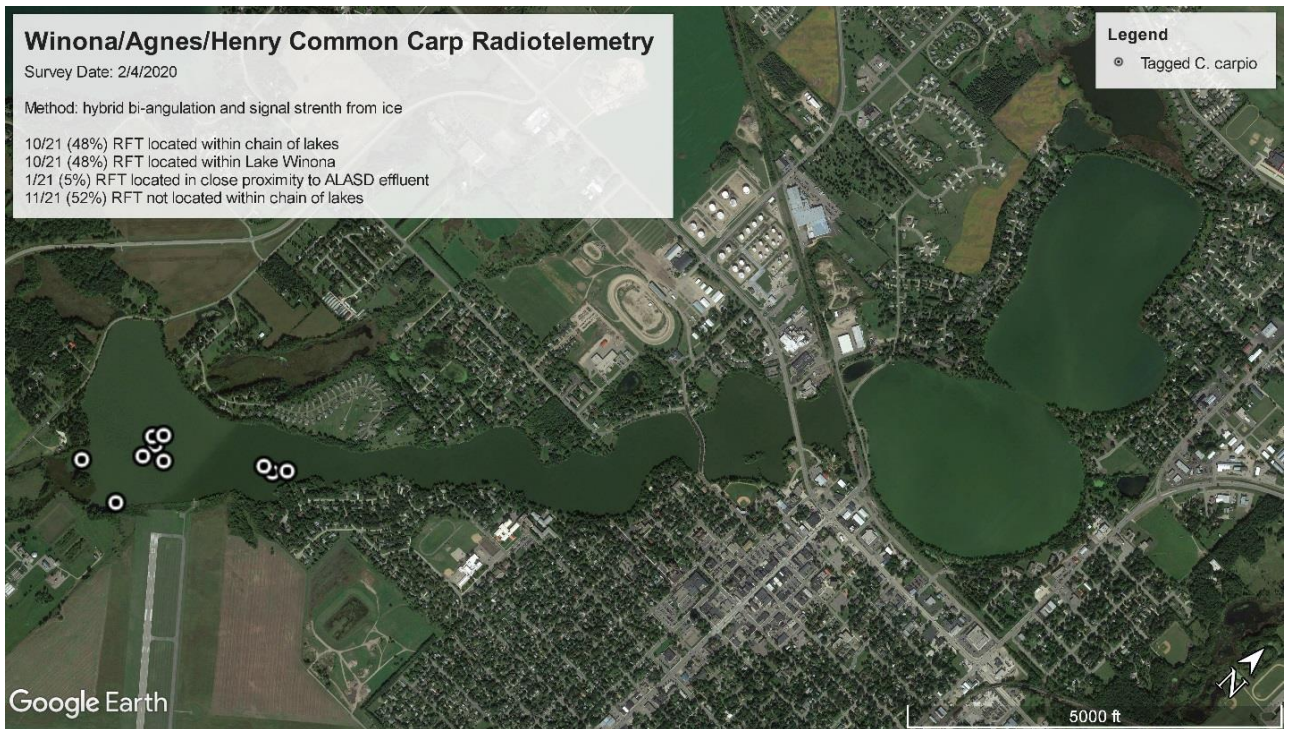 Winona/Agnes/Henry Common Carp Radiotelemetry
Survey Date: 2/4/2020
Method: hybrid bi-angulation and signal strenth from ice
10/21 (48%) RFT located within chain of lakes
10/21 (48%) RFT located within Lake Winona
1/21 (5%) RFT located in close proximity to ALASD effluent
11/21 (52%) RFT not located within chain of lakes
Legend
Tagged C. carpio
Google Earth
N
5000 ft